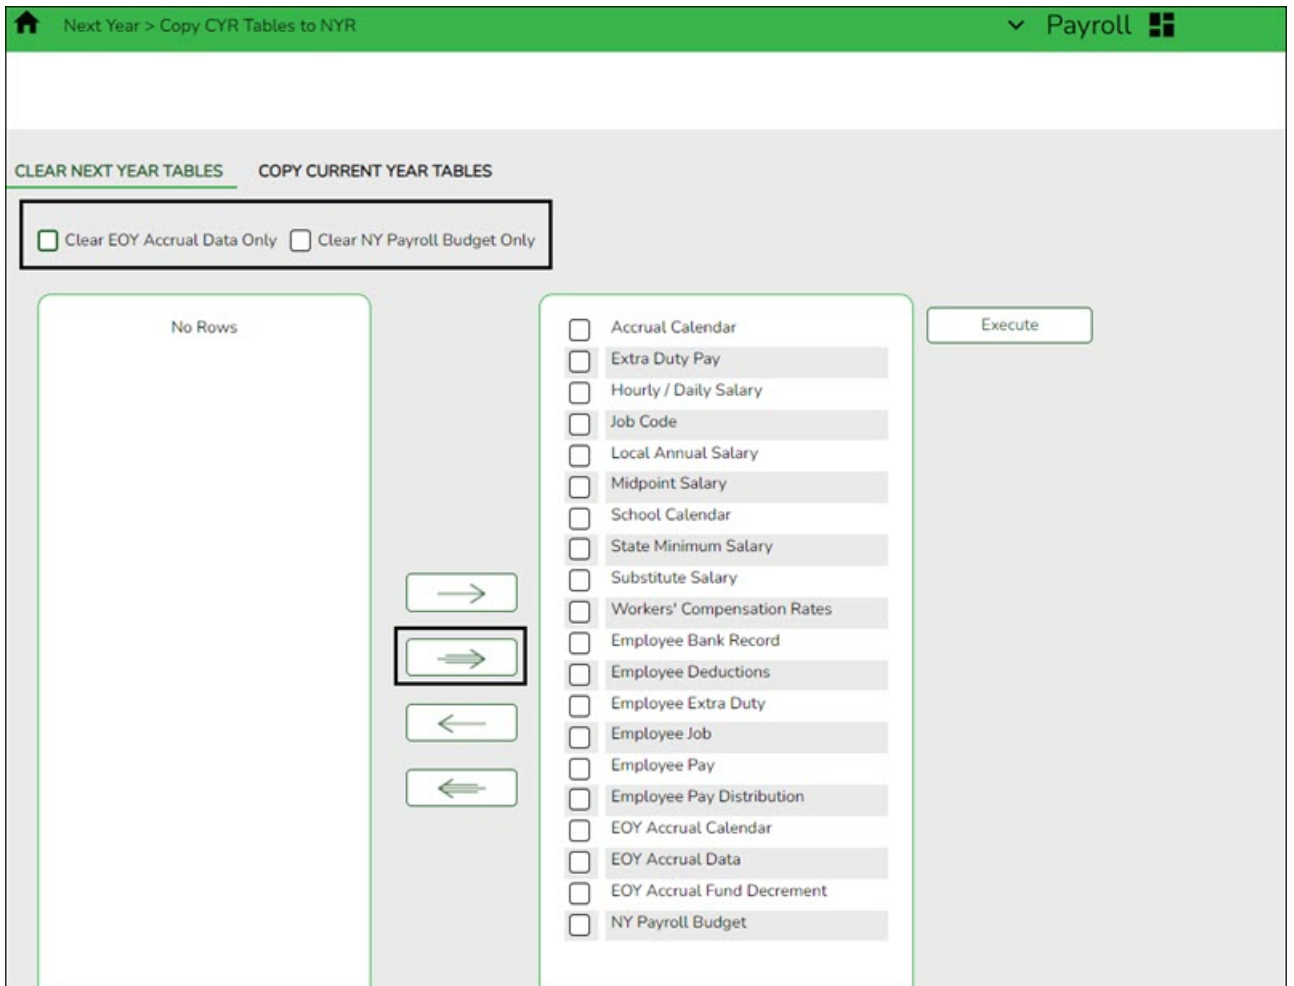 Next Year > Copy CYR Tables to NYR
Payroll
CLEAR NEXT YEAR TABLES COPY CURRENT YEAR TABLES
Clear EOY Accrual Data Only Clear NY Payroll Budget Only
No Rows
Accrual Calendar
Extra Duty Pay
Hourly / Daily Salary
Job Code
Local Annual Salary
Midpoint Salary
School Calendar
State Minimum Salary
Substitute Salary
Workers' Compensation Rates
Employee Bank Record
Employee Deductions
Employee Extra Duty
Employee Job
Employee Pay
Employee Pay Distribution
EOY Accrual Calendar
EOY Accrual Data
EOY Accrual Fund Decrement
NY Payroll Budget
Execute